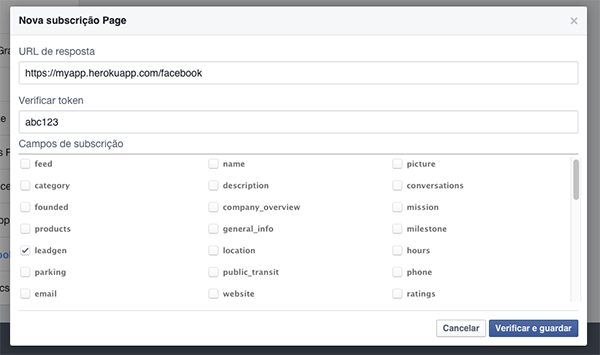 Nova subscrição Page
URL de resposta
https://myapp.herokuapp.com/facebook
Verificar token
abc123
Campos de subscrição
feed name picture
category description conversations
founded company_overview mission
products general_info milestone
leadgen location hours
parking public_transit phone
email website ratings
Cancelar Verificar e guardar